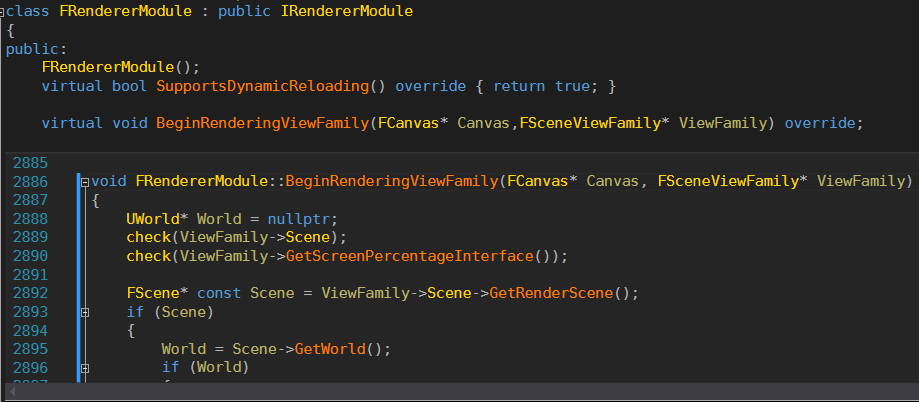 class FRendererModule : public IRendererModule
{
public:
    FRendererModule();
    virtual bool SupportsDynamicReloading() override { return true; }
    virtual void BeginRenderingViewFamily(FCanvas* Canvas,FSceneViewFamily* ViewFamily) override;
2885
2886 void FRendererModule::BeginRenderingViewFamily(FCanvas* Canvas, FSceneViewFamily* ViewFamily)
2887 {
2888     UWorld* World = nullptr;
2889     check(ViewFamily->Scene);
2890     check(ViewFamily->GetScreenPercentageInterface());
2891
2892     FScene* const Scene = ViewFamily->Scene->GetRenderScene();
2893     if (Scene)
2894     {
2895         World = Scene->GetWorld();
2896         if (World)